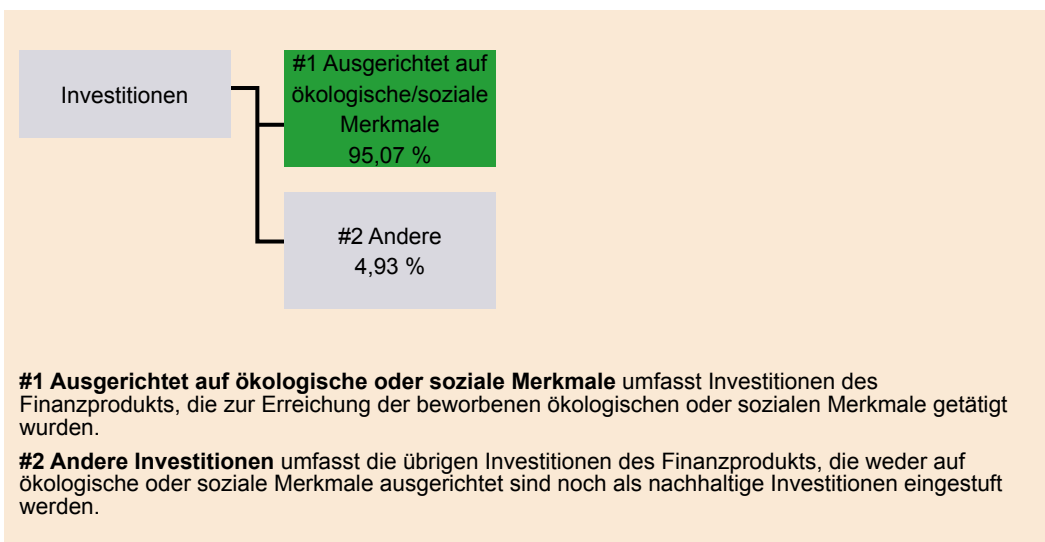 Investitionen
#1 Ausgerichtet auf
ökologische/soziale
Merkmale
95,07 %
#2 Andere
4,93 %
#1 Ausgerichtet auf ökologische oder soziale Merkmale umfasst Investitionen des
Finanzprodukts, die zur Erreichung der beworbenen ökologischen oder sozialen Merkmale getätigt
wurden.
#2 Andere Investitionen umfasst die übrigen Investitionen des Finanzprodukts, die weder auf
ökologische oder soziale Merkmale ausgerichtet sind noch als nachhaltige Investitionen eingestuft
werden.